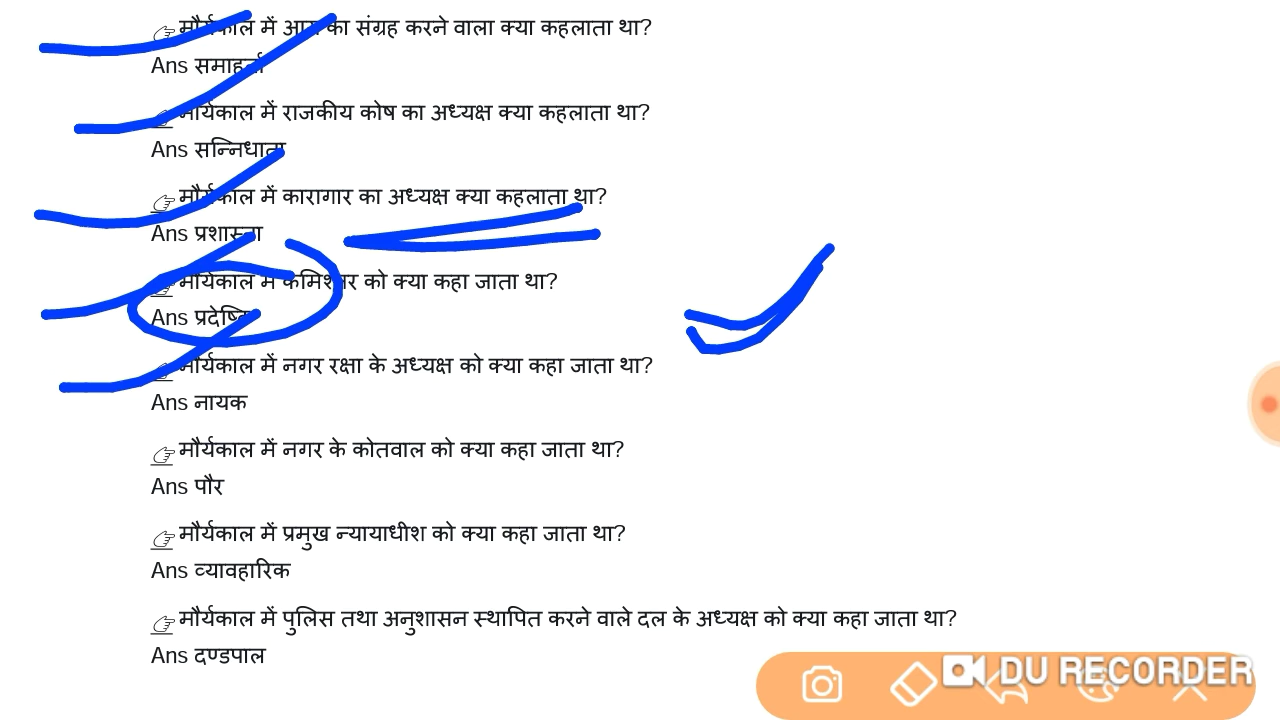 ☞ मौर्यकाल में आय का संग्रह करने वाला क्या कहलाता था?
Ans समाहर्ता
☞ मौर्यकाल में राजकीय कोष का अध्यक्ष क्या कहलाता था?
Ans सन्निधाता
☞ मौर्यकाल में कारागार का अध्यक्ष क्या कहलाता था?
Ans प्रशास्ता
☞ मौर्यकाल में कमिश्नर को क्या कहा जाता था?
Ans
☞ मौर्यकाल में नगर रक्षा के अध्यक्ष को क्या कहा जाता था?
Ans नायक
☞ मौर्यकाल में नगर के कोतवाल को क्या कहा जाता था?
Ans पौर
☞ मौर्यकाल में प्रमुख न्यायाधीश को क्या कहा जाता था?
Ans व्यावहारिक
☞ मौर्यकाल में पुलिस तथा अनुशासन स्थापित करने वाले दल के अध्यक्ष को क्या कहा जाता था?
Ans दण्डपाल
DU RECORDER